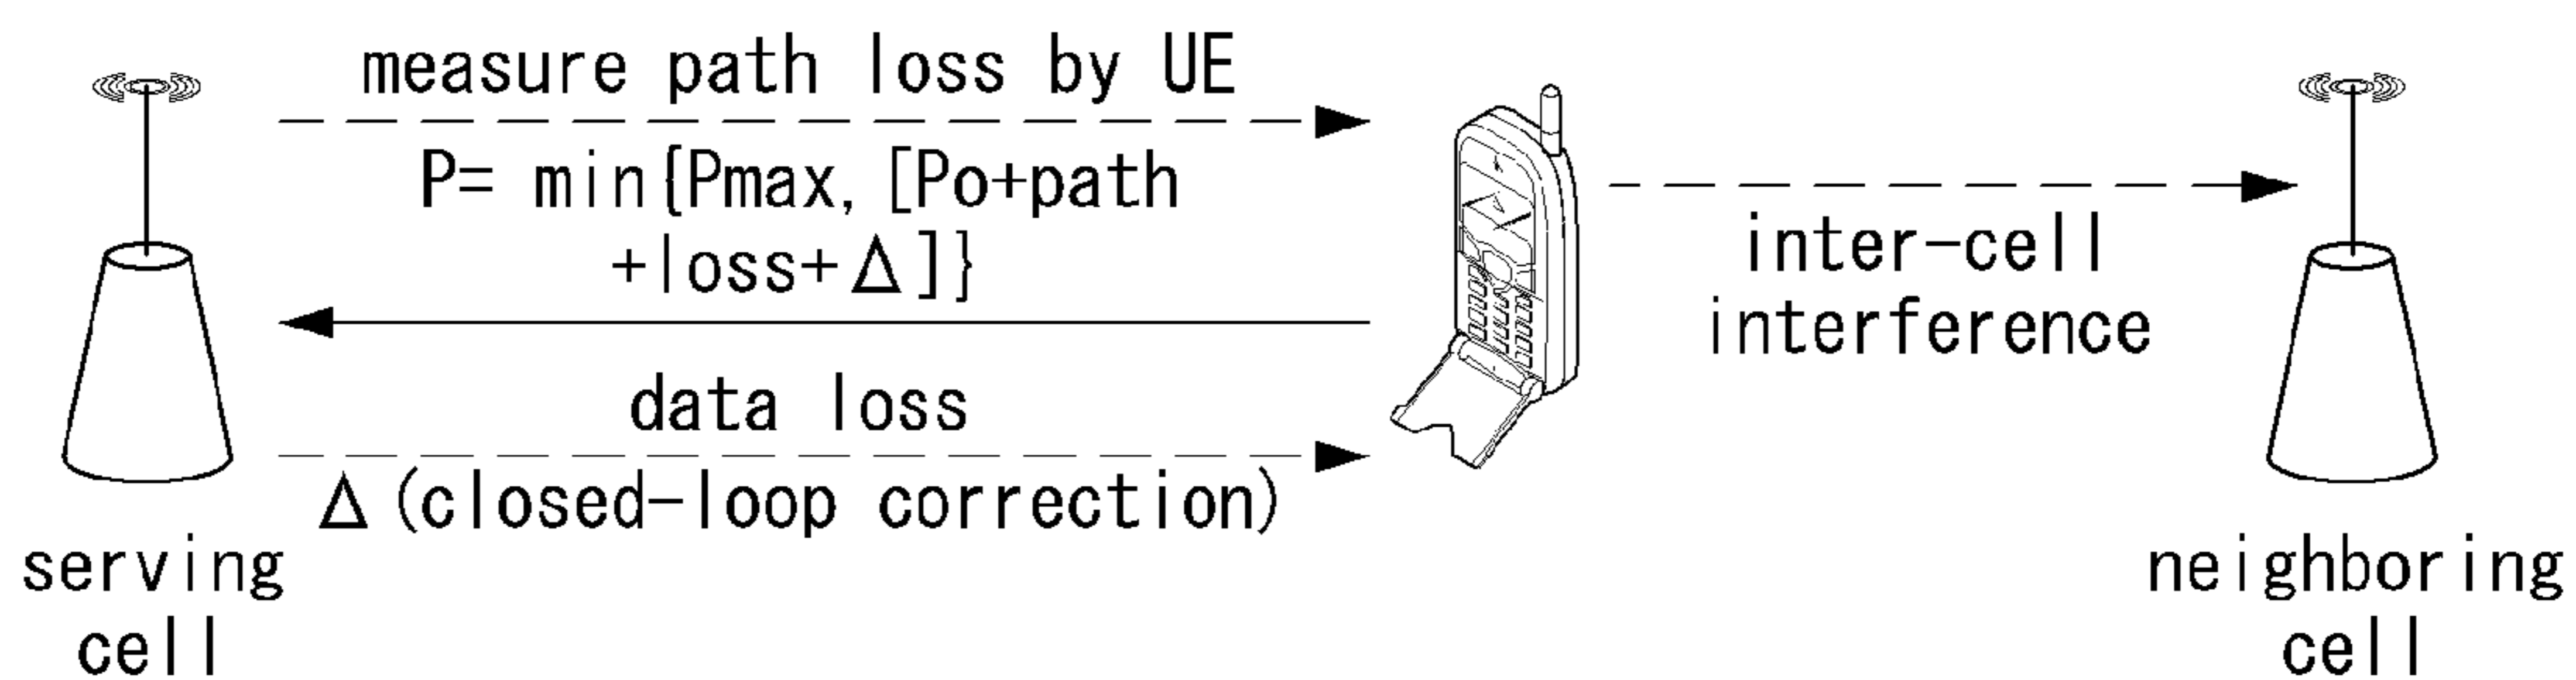 measure path loss by UE
P= min{Pmax, [Po+path
+loss+Δ]}
data loss
Δ(closed-loop correction)
serving
cell
inter-cell
interference
neighboring
cell